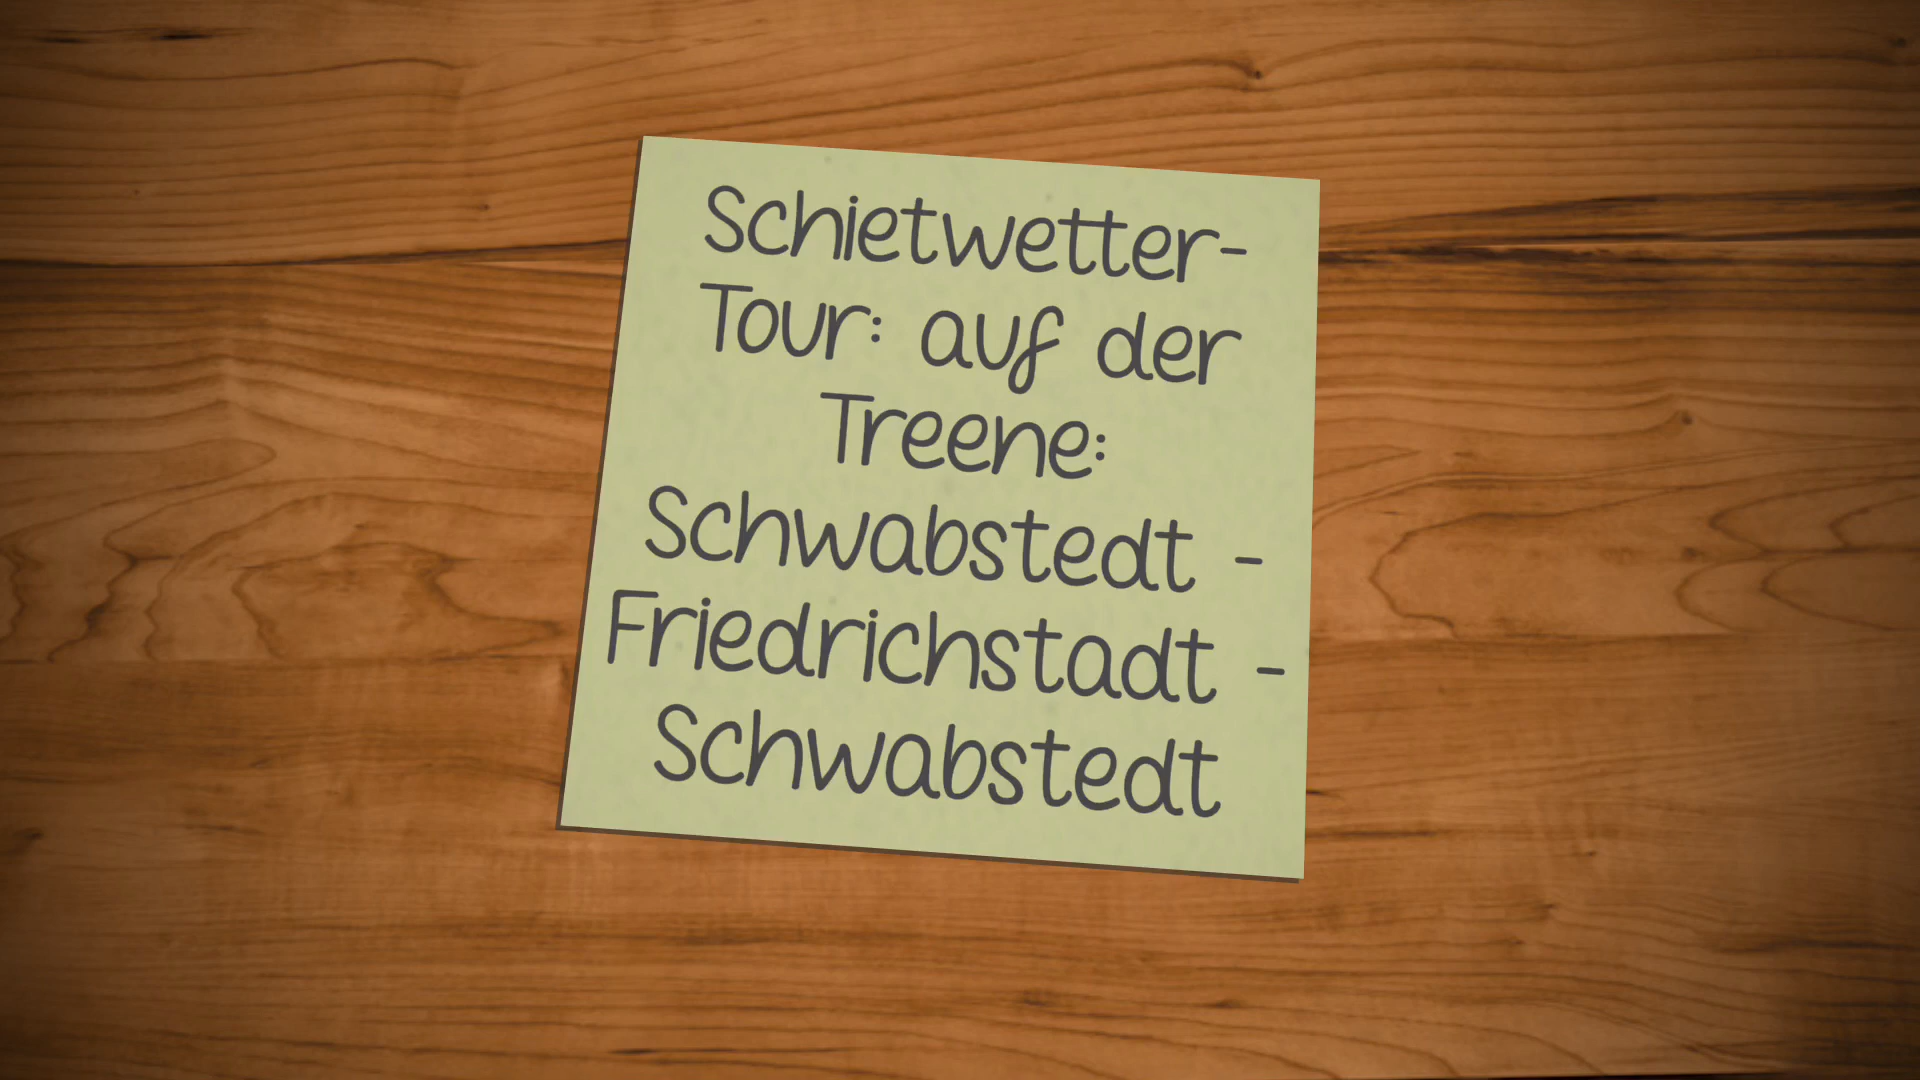 Schietwetter-
Tour: auf der
Treene:
Schwabstedt -
Friedrichstadt -
Schwabstedt